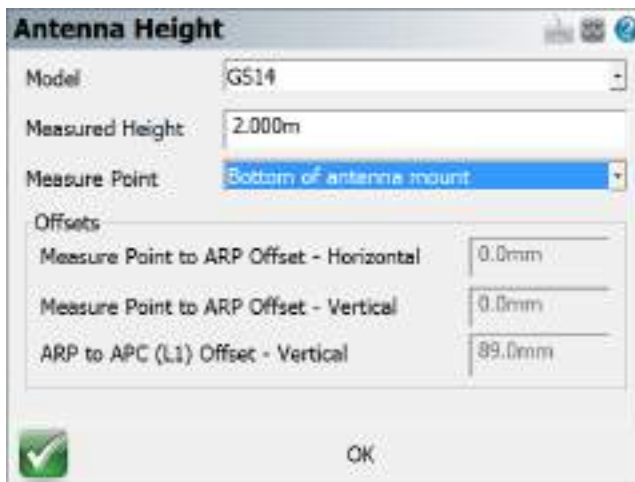 Antenna Height
Model GS14
Measured Height 2.000m
Measure Point Bottom of antenna mount
Offsets
Measure Point to ARP Offset - Horizontal 0.0mm
Measure Point to ARP Offset - Vertical 0.0mm
ARP to APC (L1) Offset - Vertical 89.0mm
OK